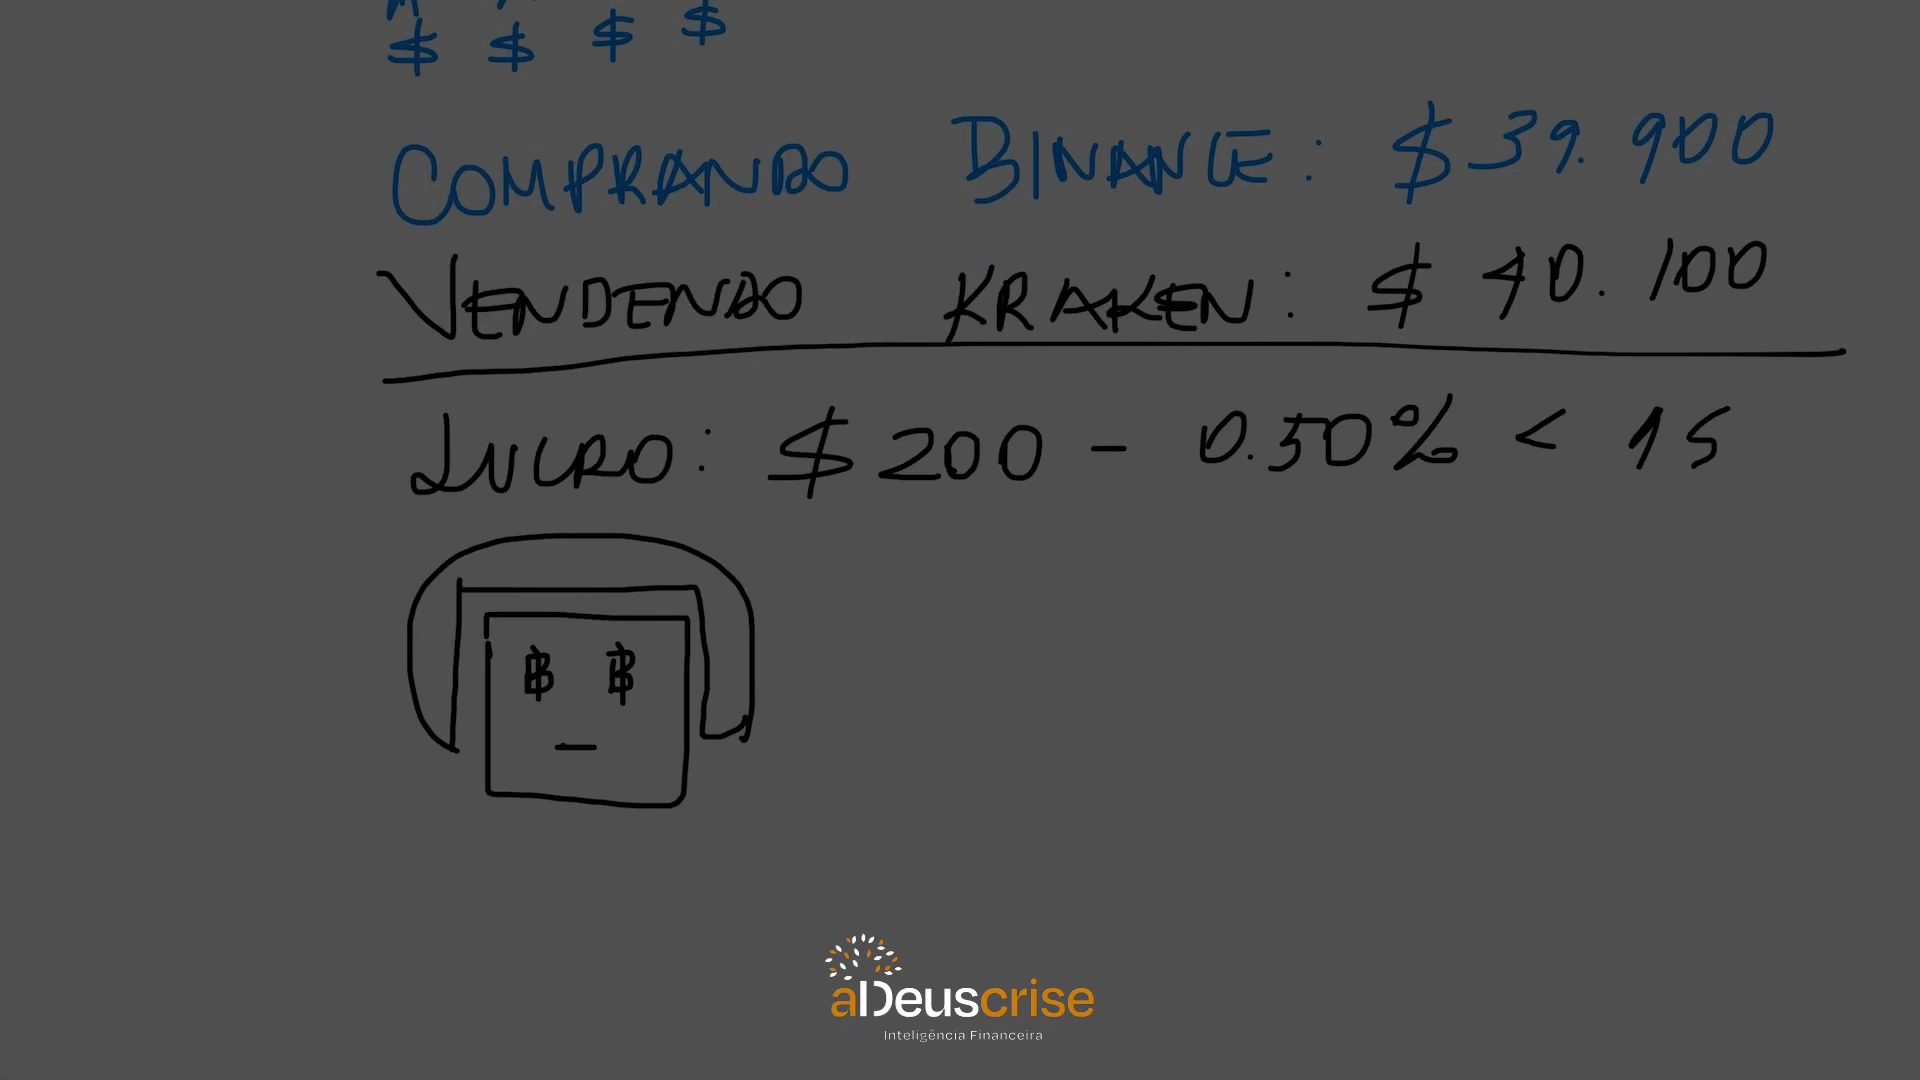 $ $ $ $
COMPRANDO BINANCE: $ 39.900
VENDENDO KRAKEN: $ 40.100
LUCRO: $ 200 - 0.50% < 1s
฿ ฿
aDeuscrise
Inteligência Financeira